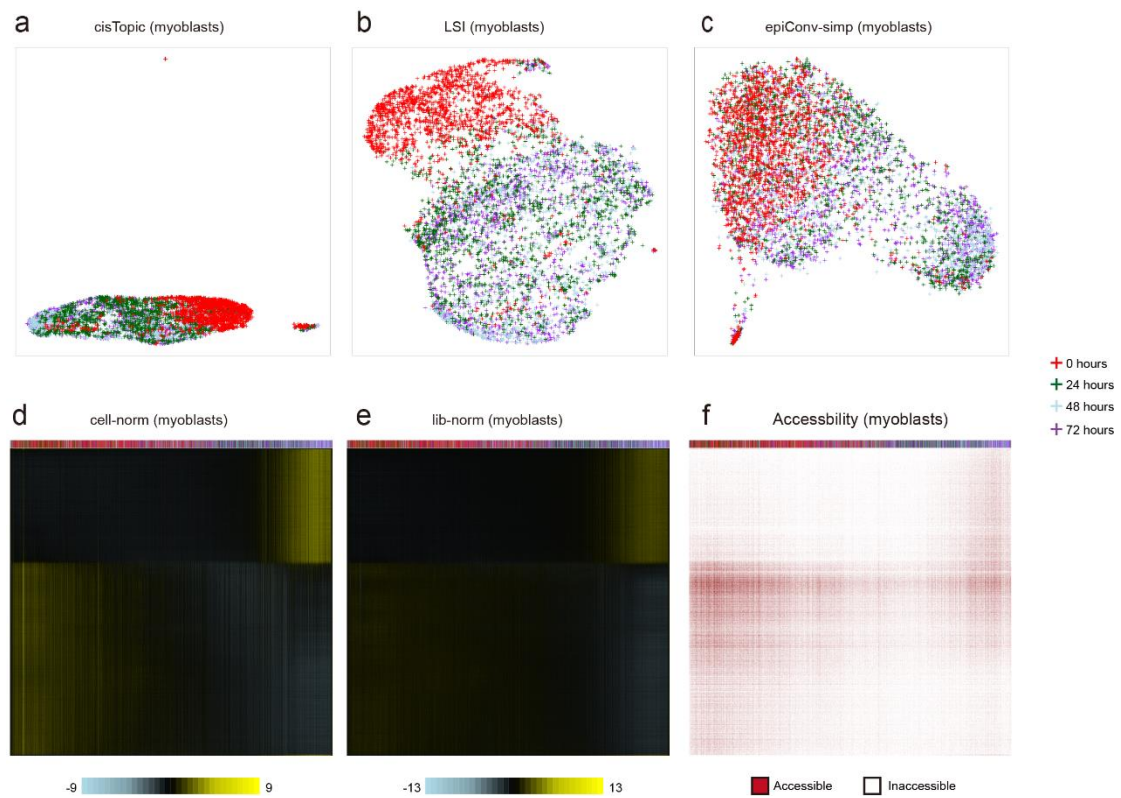 a
cisTopic (myoblasts)
b
LSI (myoblasts)
c
epiConv-simp (myoblasts)
0 hours
24 hours
48 hours
72 hours
d
cell-norm (myoblasts)
e
lib-norm (myoblasts)
f
Accessbility (myoblasts)
-9
9
-13
13
Accessible
Inaccessible